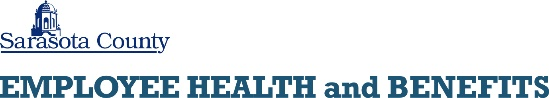 Sarasota County
EMPLOYEE HEALTH and BENEFITS